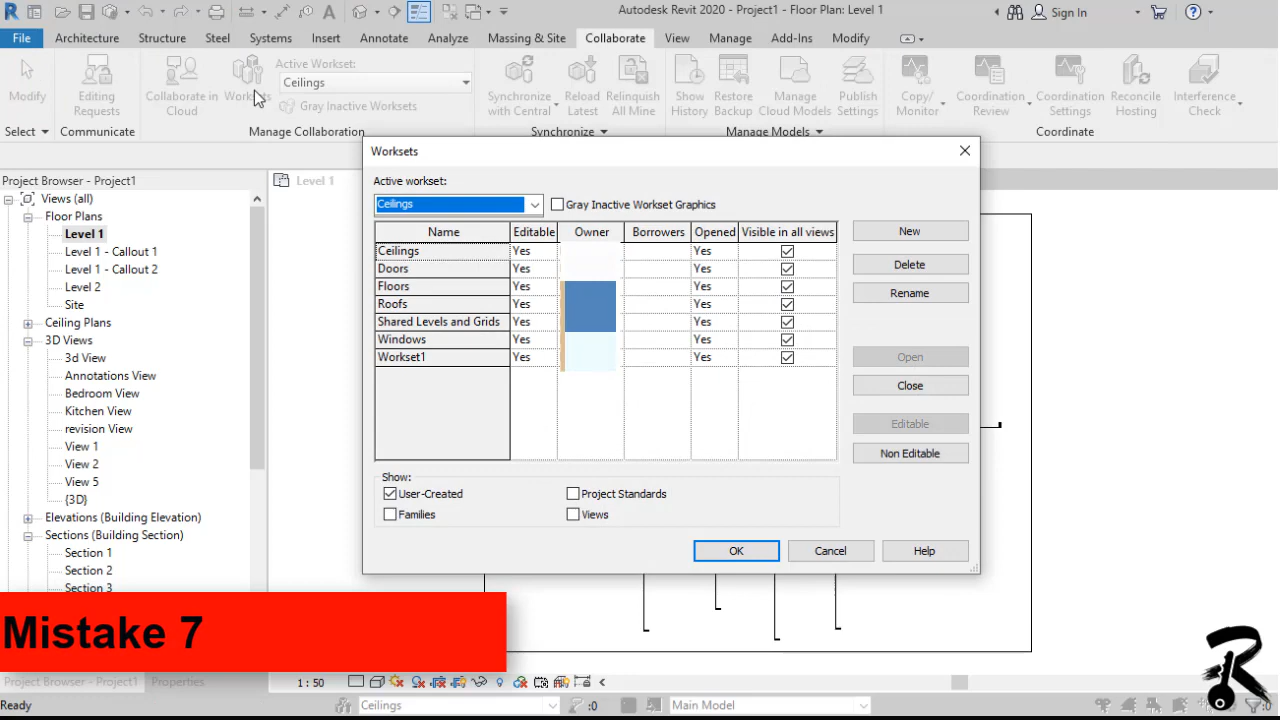 Autodesk Revit 2020 - Project1 - Floor Plan: Level 1
Sign In
File Architecture Structure Steel Systems Insert Annotate Analyze Massing & Site Collaborate View Manage Add-Ins Modify
Modify
Editing Requests
Collaborate in Cloud
Worksets
Active Workset:
Ceilings
Gray Inactive Worksets
Synchronize with Central
Reload Latest
Relinquish All Mine
Show History
Restore Backup
Manage Cloud Models
Publish Settings
Copy/ Monitor
Coordination Review
Coordination Settings
Reconcile Hosting
Interference Check
Select Communicate Manage Collaboration Synchronize Manage Models Coordinate
Project Browser - Project1
Views (all)
Floor Plans
Level 1
Level 1 - Callout 1
Level 1 - Callout 2
Level 2
Site
Ceiling Plans
3D Views
3d View
Annotations View
Bedroom View
Kitchen View
revision View
View 1
View 2
View 5
{3D}
Elevations (Building Elevation)
Sections (Building Section)
Section 1
Section 2
Section 3
Level 1
Worksets
Active workset:
Ceilings
Gray Inactive Workset Graphics
Name Editable Owner Borrowers Opened Visible in all views
Ceilings Yes Yes
Doors Yes Yes
Floors Yes Yes
Roofs Yes Yes
Shared Levels and Grids Yes Yes
Windows Yes Yes
Workset1 Yes Yes
New
Delete
Rename
Open
Close
Editable
Non Editable
Show:
User-Created
Project Standards
Families
Views
OK Cancel Help
Mistake 7
Project Browser - Project1 Properties
1 : 50
Ready
Ceilings
:0
Main Model
:0